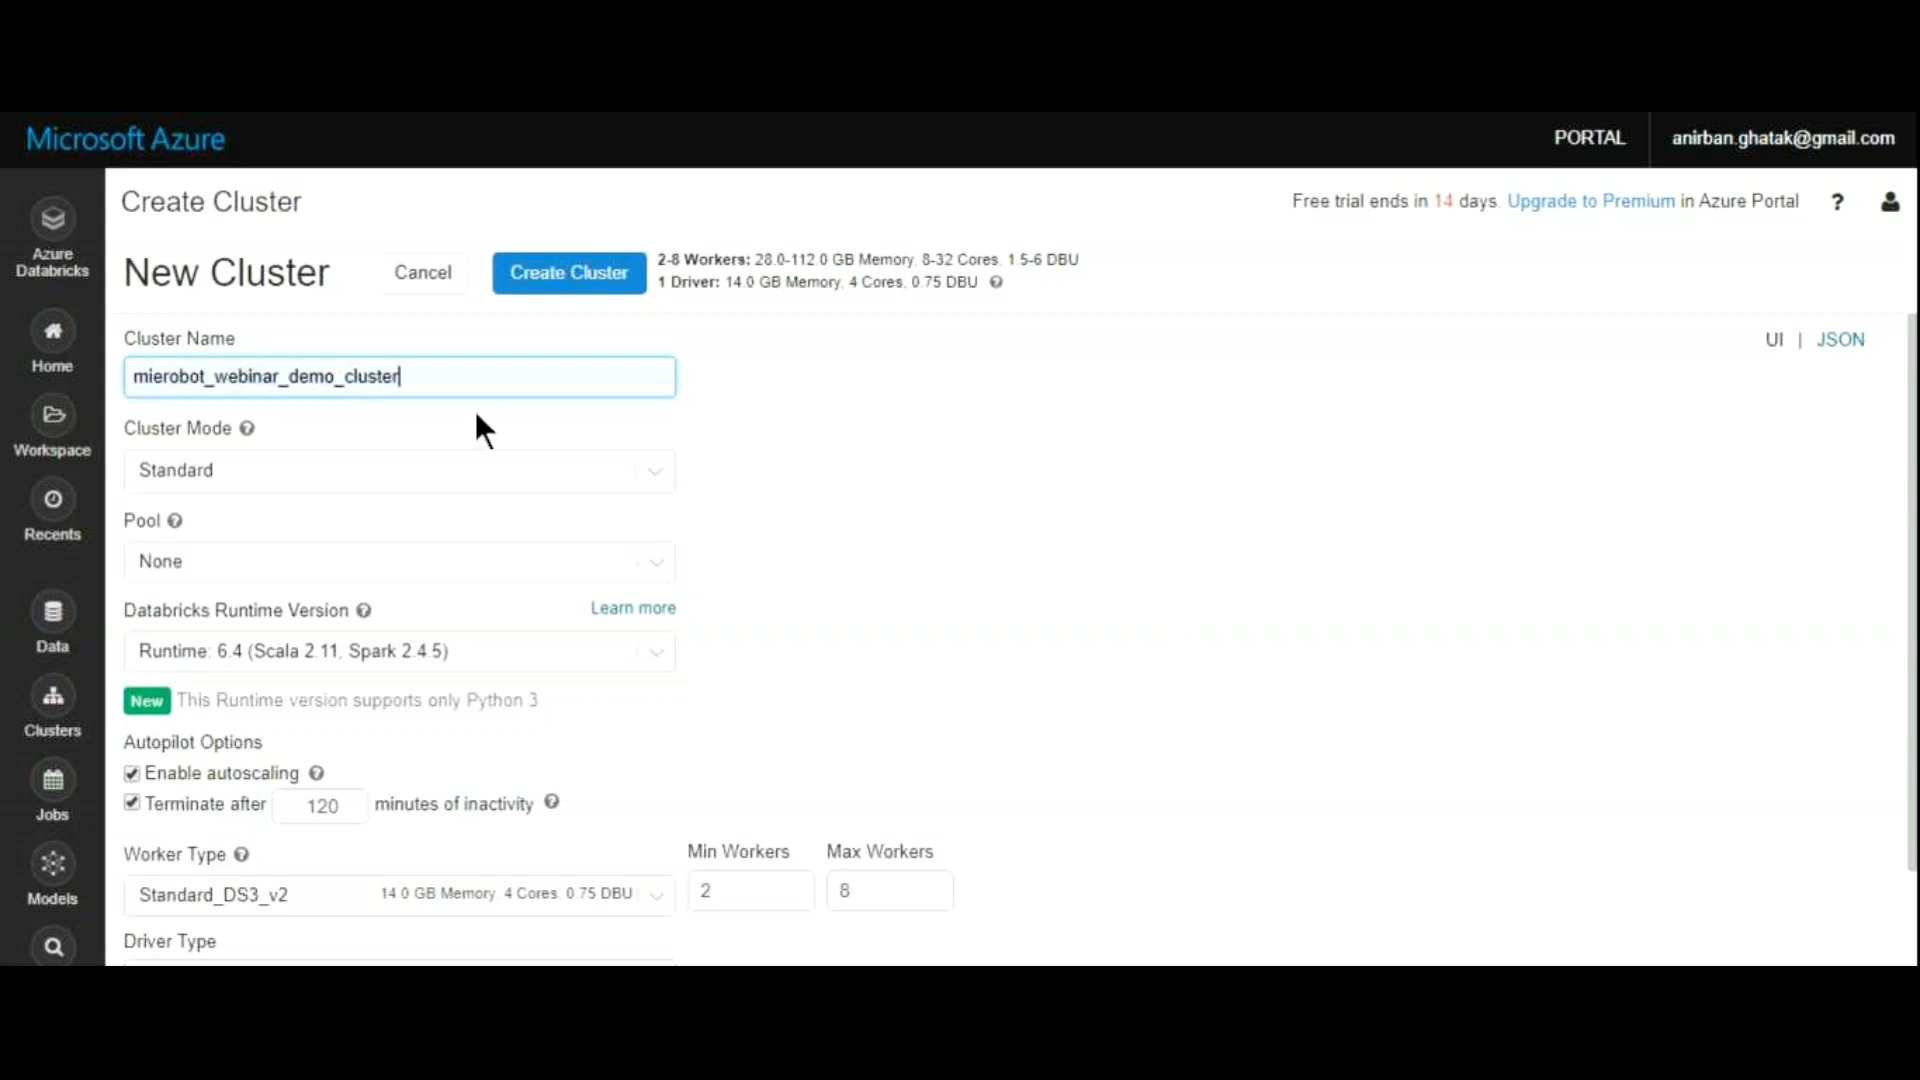 Microsoft Azure
PORTAL
anirban.ghatak@gmail.com
Create Cluster
Free trial ends in 14 days. Upgrade to Premium in Azure Portal
?
New Cluster
Cancel
Create Cluster
2-8 Workers: 28.0-112.0 GB Memory, 8-32 Cores, 1.5-6 DBU
1 Driver: 14.0 GB Memory, 4 Cores, 0.75 DBU ?
UI | JSON
Cluster Name
mierobot_webinar_demo_cluster
Cluster Mode ?
Standard
Pool ?
None
Databricks Runtime Version ?
Learn more
Runtime: 6.4 (Scala 2.11, Spark 2.4.5)
New This Runtime version supports only Python 3
Autopilot Options
Enable autoscaling ?
Terminate after 120 minutes of inactivity ?
Worker Type ?
Min Workers
Max Workers
Standard_DS3_v2
14.0 GB Memory, 4 Cores, 0.75 DBU
2
8
Driver Type
Azure
Databricks
Home
Workspace
Recents
Data
Clusters
Jobs
Models